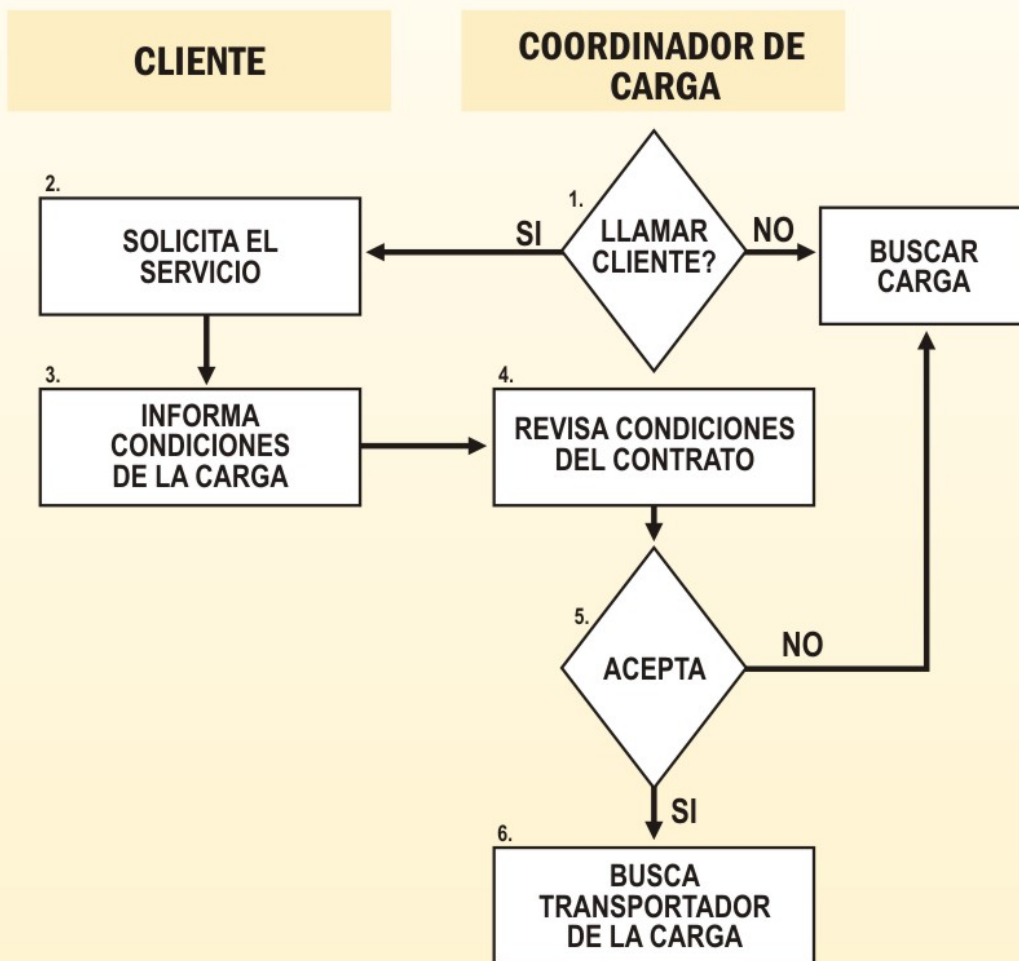 CLIENTE
COORDINADOR DE
CARGA
1.
LLAMAR
CLIENTE?
SI
NO
BUSCAR
CARGA
2.
SOLICITA EL
SERVICIO
3.
INFORMA
CONDICIONES
DE LA CARGA
4.
REVISA CONDICIONES
DEL CONTRATO
5.
ACEPTA
NO
SI
6.
BUSCA
TRANSPORTADOR
DE LA CARGA